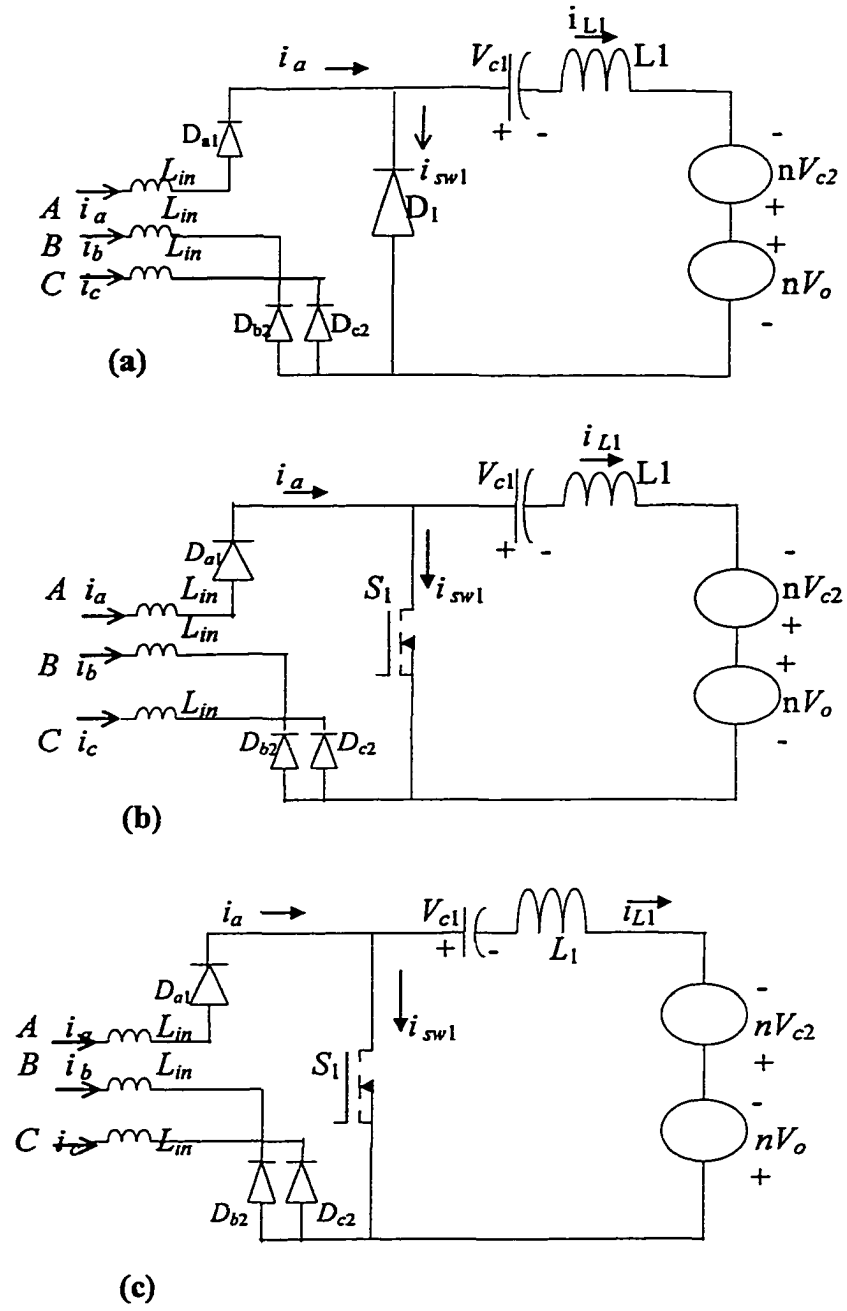 i_a
V_c1
i_L1
L1
+ -
D_a1
i_sw1
D_1
-
nV_c2
+
+
nV_o
-
L_in
A i_a
L_in
B i_b
L_in
C i_c
D_b2
D_c2
(a)
i_a
V_c1
i_L1
L1
+ -
D_a1
S_1
i_sw1
-
nV_c2
+
+
nV_o
-
A i_a
L_in
L_in
B i_b
C i_c
L_in
D_b2
D_c2
(b)
i_a
V_c1
i_L1
+ -
L_1
D_a1
i_sw1
S_1
-
nV_c2
+
-
nV_o
+
A i_a
L_in
B i_b
L_in
C
L_in
D_b2
D_c2
(c)